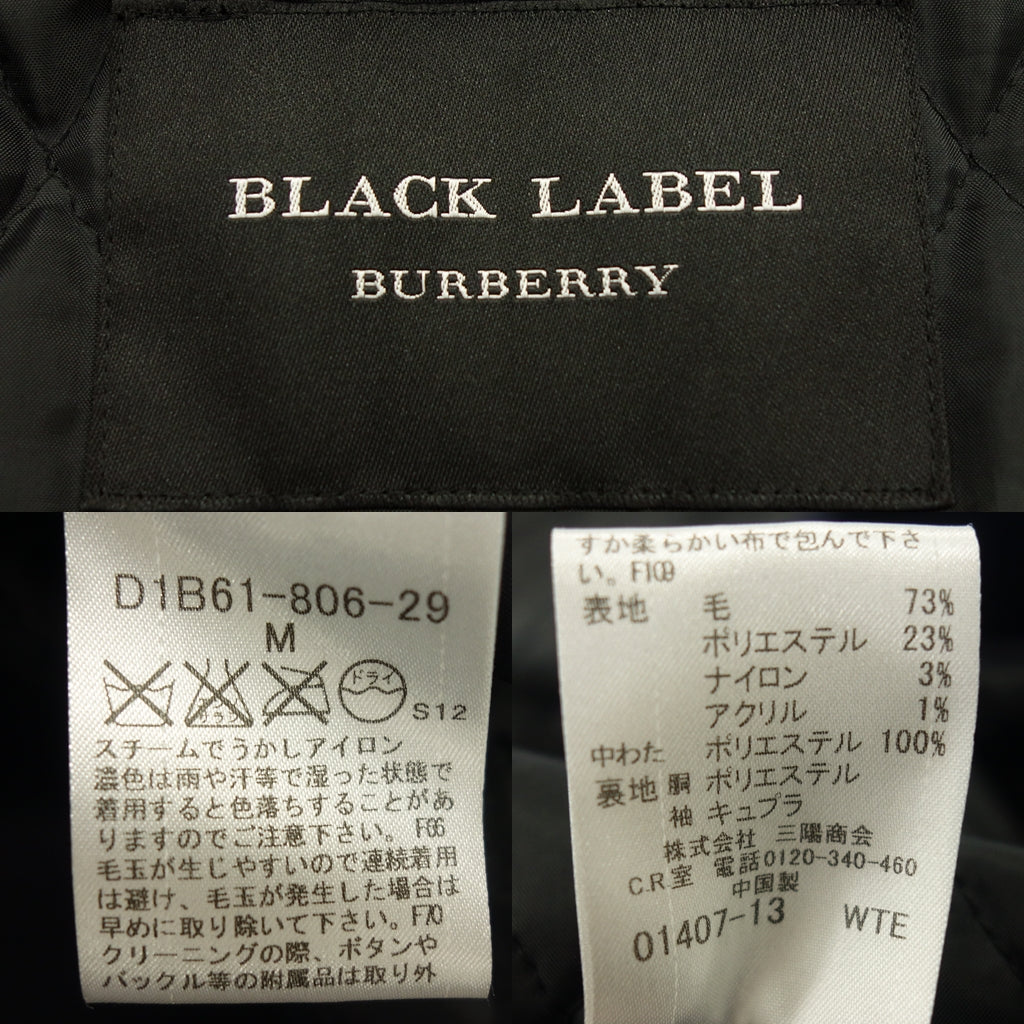 BLACK LABEL
BURBERRY
D1B61-806-29
M
ドライ
S12
スチームでうかしアイロン
濃色は雨や汗等で湿った状態で
着用すると色落ちすることがあ
りますのでご注意下さい。F66
毛玉が生じやすいので連続着用
は避け、毛玉が発生した場合は
早めに取り除いて下さい。F70
クリーニングの際、ボタンや
バックル等の附属品は取り外
すか柔らかい布で包んで下さ
い。F109
表地 毛 73%
ポリエステル 23%
ナイロン 3%
アクリル 1%
中わた ポリエステル 100%
裏地 胴 ポリエステル
袖 キュプラ
株式会社 三陽商会
C.R.室 電話0120-340-460
中国製
01407-13 WTE